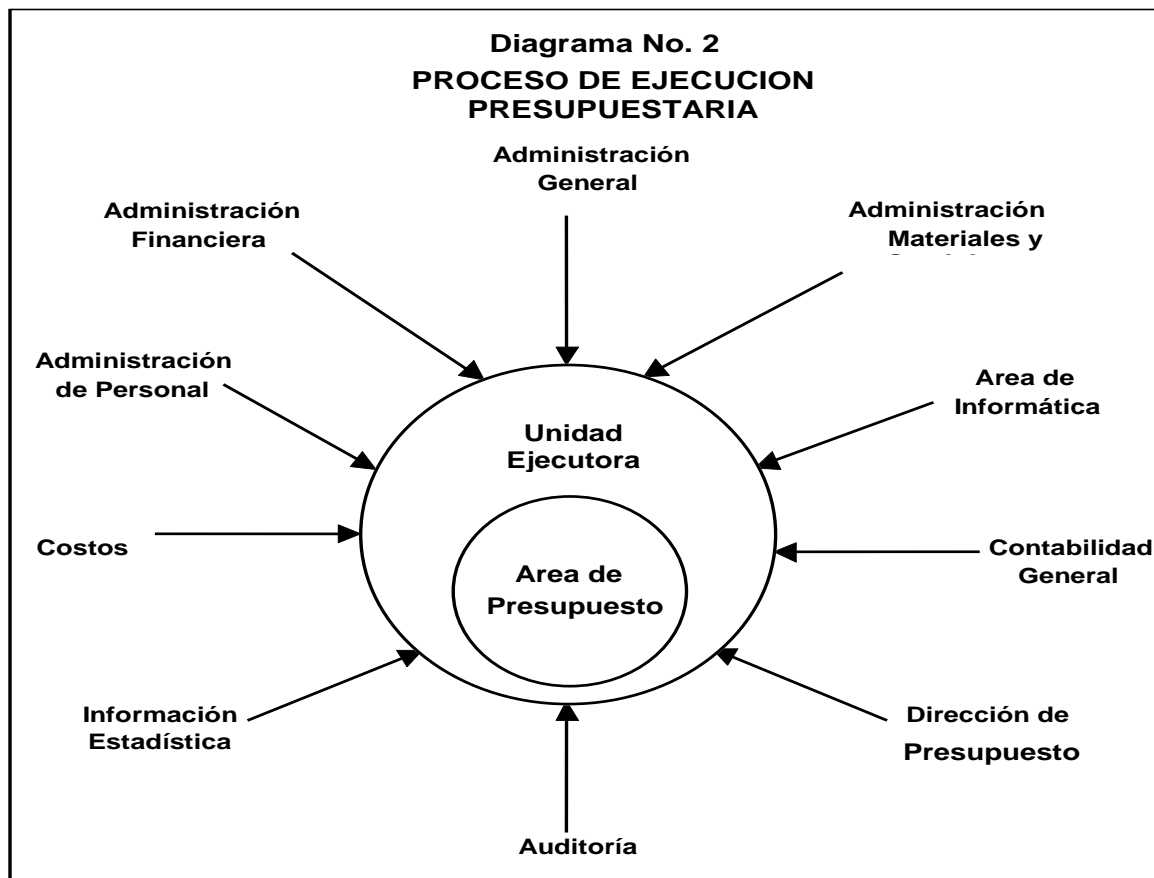 Diagrama No. 2
PROCESO DE EJECUCION
PRESUPUESTARIA
Administración
General
Administración
Financiera
Administración
Materiales y
Administración
de Personal
Area de
Informática
Unidad
Ejecutora
Costos
Contabilidad
General
Area de
Presupuesto
Información
Estadística
Dirección de
Presupuesto
Auditoría